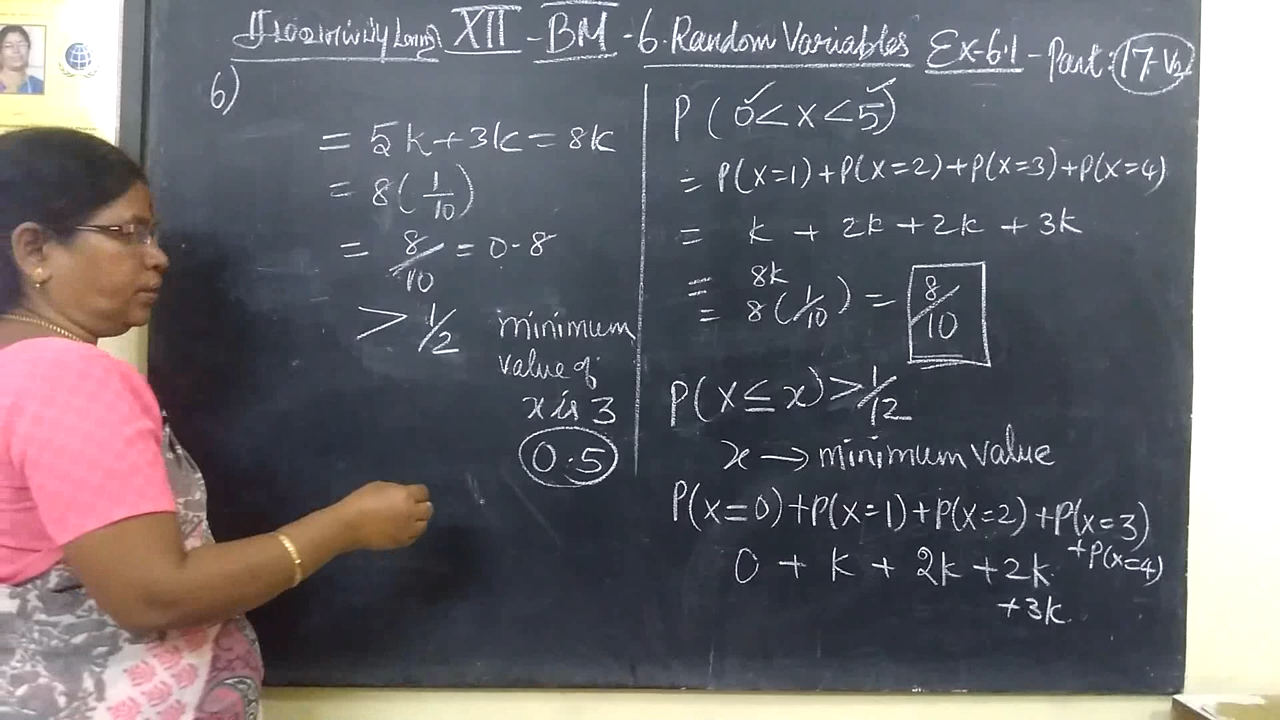 XII - BM - 6. Random Variables Ex-6.1 - Part: 17-V2
6)
= 5k + 3k = 8k
= 8(1/10)
= 8/10 = 0.8
> 1/2 minimum
value of
x is 3
0.5
P(0 < x < 5)
= P(x=1) + P(x=2) + P(x=3) + P(x=4)
= k + 2k + 2k + 3k
= 8k
= 8(1/10) = 8/10
P(x ≤ x) > 1/12
x → minimum value
P(x=0) + P(x=1) + P(x=2) + P(x=3)
+ P(x=4)
0 + k + 2k + 2k
+ 3k